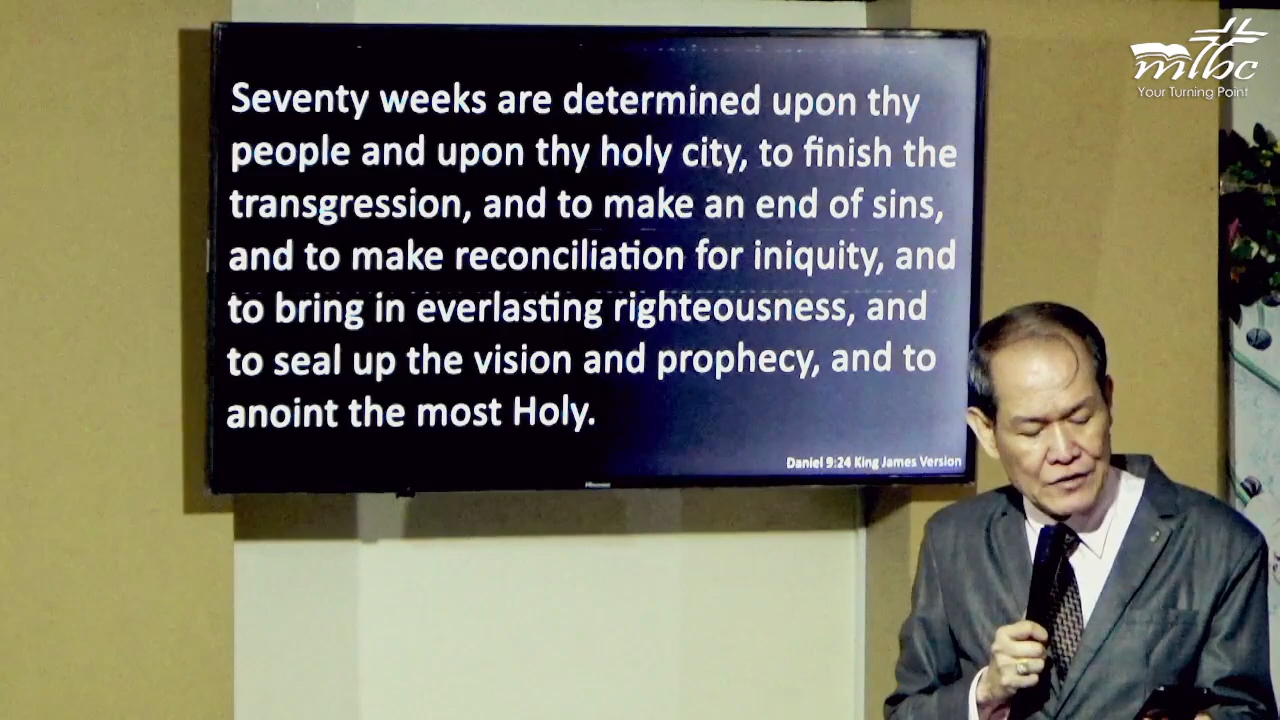 Seventy weeks are determined upon thy
people and upon thy holy city, to finish the
transgression, and to make an end of sins,
and to make reconciliation for iniquity, and
to bring in everlasting righteousness, and
to seal up the vision and prophecy, and to
anoint the most Holy.
Daniel 9:24 King James Version
Hisense
mtbc
Your Turning Point